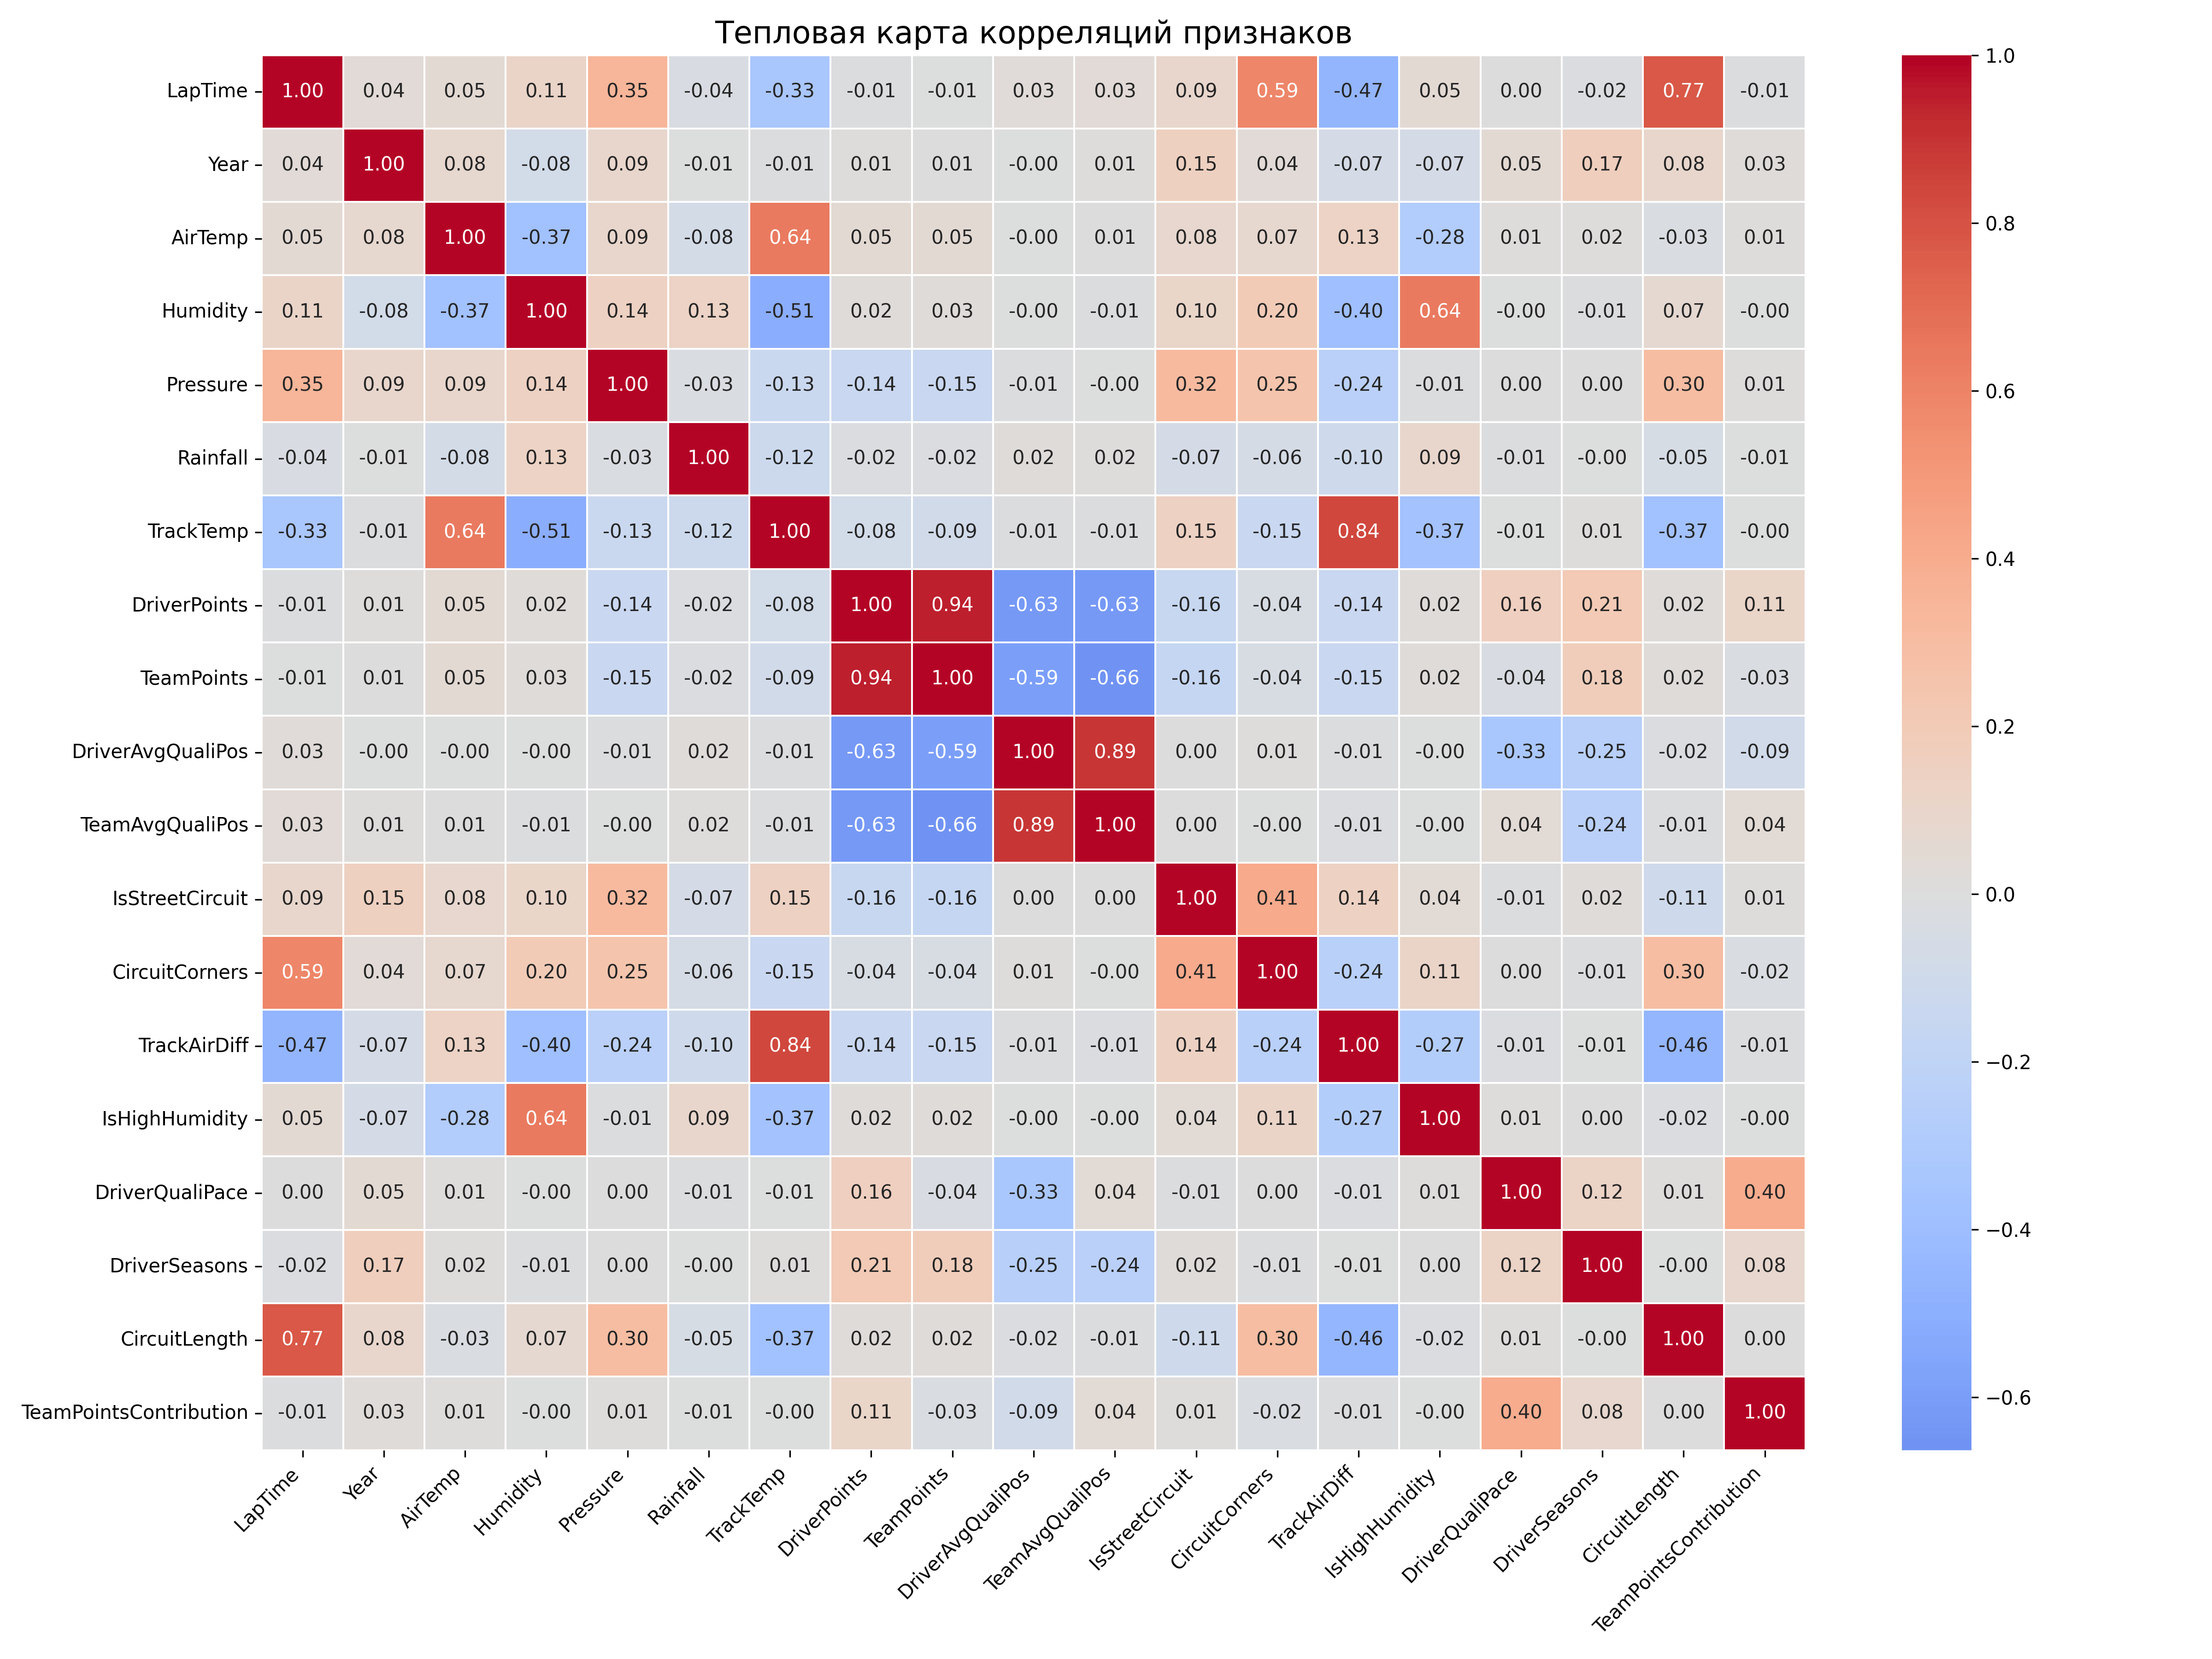 Тепловая карта корреляций признаков
LapTime 1.00 0.04 0.05 0.11 0.35 -0.04 -0.33 -0.01 -0.01 0.03 0.03 0.09 0.59 -0.47 0.05 0.00 -0.02 0.77 -0.01
Year 0.04 1.00 0.08 -0.08 0.09 -0.01 -0.01 0.01 0.01 -0.00 0.01 0.15 0.04 -0.07 -0.07 0.05 0.17 0.08 0.03
AirTemp 0.05 0.08 1.00 -0.37 0.09 -0.08 0.64 0.05 0.05 -0.00 0.01 0.08 0.07 0.13 -0.28 0.01 0.02 -0.03 0.01
Humidity 0.11 -0.08 -0.37 1.00 0.14 0.13 -0.51 0.02 0.03 -0.00 -0.01 0.10 0.20 -0.40 0.64 -0.00 -0.01 0.07 -0.00
Pressure 0.35 0.09 0.09 0.14 1.00 -0.03 -0.13 -0.14 -0.15 -0.01 -0.00 0.32 0.25 -0.24 -0.01 0.00 0.00 0.30 0.01
Rainfall -0.04 -0.01 -0.08 0.13 -0.03 1.00 -0.12 -0.02 -0.02 0.02 0.02 -0.07 -0.06 -0.10 0.09 -0.01 -0.00 -0.05 -0.01
TrackTemp -0.33 -0.01 0.64 -0.51 -0.13 -0.12 1.00 -0.08 -0.09 -0.01 -0.01 0.15 -0.15 0.84 -0.37 -0.01 0.01 -0.37 -0.00
DriverPoints -0.01 0.01 0.05 0.02 -0.14 -0.02 -0.08 1.00 0.94 -0.63 -0.63 -0.16 -0.04 -0.14 0.02 0.16 0.21 0.02 0.11
TeamPoints -0.01 0.01 0.05 0.03 -0.15 -0.02 -0.09 0.94 1.00 -0.59 -0.66 -0.16 -0.04 -0.15 0.02 -0.04 0.18 0.02 -0.03
DriverAvgQualiPos 0.03 -0.00 -0.00 -0.00 -0.01 0.02 -0.01 -0.63 -0.59 1.00 0.89 0.00 0.01 -0.01 -0.00 -0.33 -0.25 -0.02 -0.09
TeamAvgQualiPos 0.03 0.01 0.01 -0.01 -0.00 0.02 -0.01 -0.63 -0.66 0.89 1.00 0.00 -0.00 -0.01 -0.00 0.04 -0.24 -0.01 0.04
IsStreetCircuit 0.09 0.15 0.08 0.10 0.32 -0.07 0.15 -0.16 -0.16 0.00 0.00 1.00 0.41 0.14 0.04 -0.01 0.02 -0.11 0.01
CircuitCorners 0.59 0.04 0.07 0.20 0.25 -0.06 -0.15 -0.04 -0.04 0.01 -0.00 0.41 1.00 -0.24 0.11 0.00 -0.01 0.30 -0.02
TrackAirDiff -0.47 -0.07 0.13 -0.40 -0.24 -0.10 0.84 -0.14 -0.15 -0.01 -0.01 0.14 -0.24 1.00 -0.27 -0.01 -0.01 -0.46 -0.01
IsHighHumidity 0.05 -0.07 -0.28 0.64 -0.01 0.09 -0.37 0.02 0.02 -0.00 -0.00 0.04 0.11 -0.27 1.00 0.01 0.00 -0.02 -0.00
DriverQualiPace 0.00 0.05 0.01 -0.00 0.00 -0.01 -0.01 0.16 -0.04 -0.33 0.04 -0.01 0.00 -0.01 0.01 1.00 0.12 0.01 0.40
DriverSeasons -0.02 0.17 0.02 -0.01 0.00 -0.00 0.01 0.21 0.18 -0.25 -0.24 0.02 -0.01 -0.01 0.00 0.12 1.00 -0.00 0.08
CircuitLength 0.77 0.08 -0.03 0.07 0.30 -0.05 -0.37 0.02 0.02 -0.02 -0.01 -0.11 0.30 -0.46 -0.02 0.01 -0.00 1.00 0.00
TeamPointsContribution -0.01 0.03 0.01 -0.00 0.01 -0.01 -0.00 0.11 -0.03 -0.09 0.04 0.01 -0.02 -0.01 -0.00 0.40 0.08 0.00 1.00
LapTime Year AirTemp Humidity Pressure Rainfall TrackTemp DriverPoints TeamPoints DriverAvgQualiPos TeamAvgQualiPos IsStreetCircuit CircuitCorners TrackAirDiff IsHighHumidity DriverQualiPace DriverSeasons CircuitLength TeamPointsContribution
1.0
0.8
0.6
0.4
0.2
0.0
−0.2
−0.4
−0.6